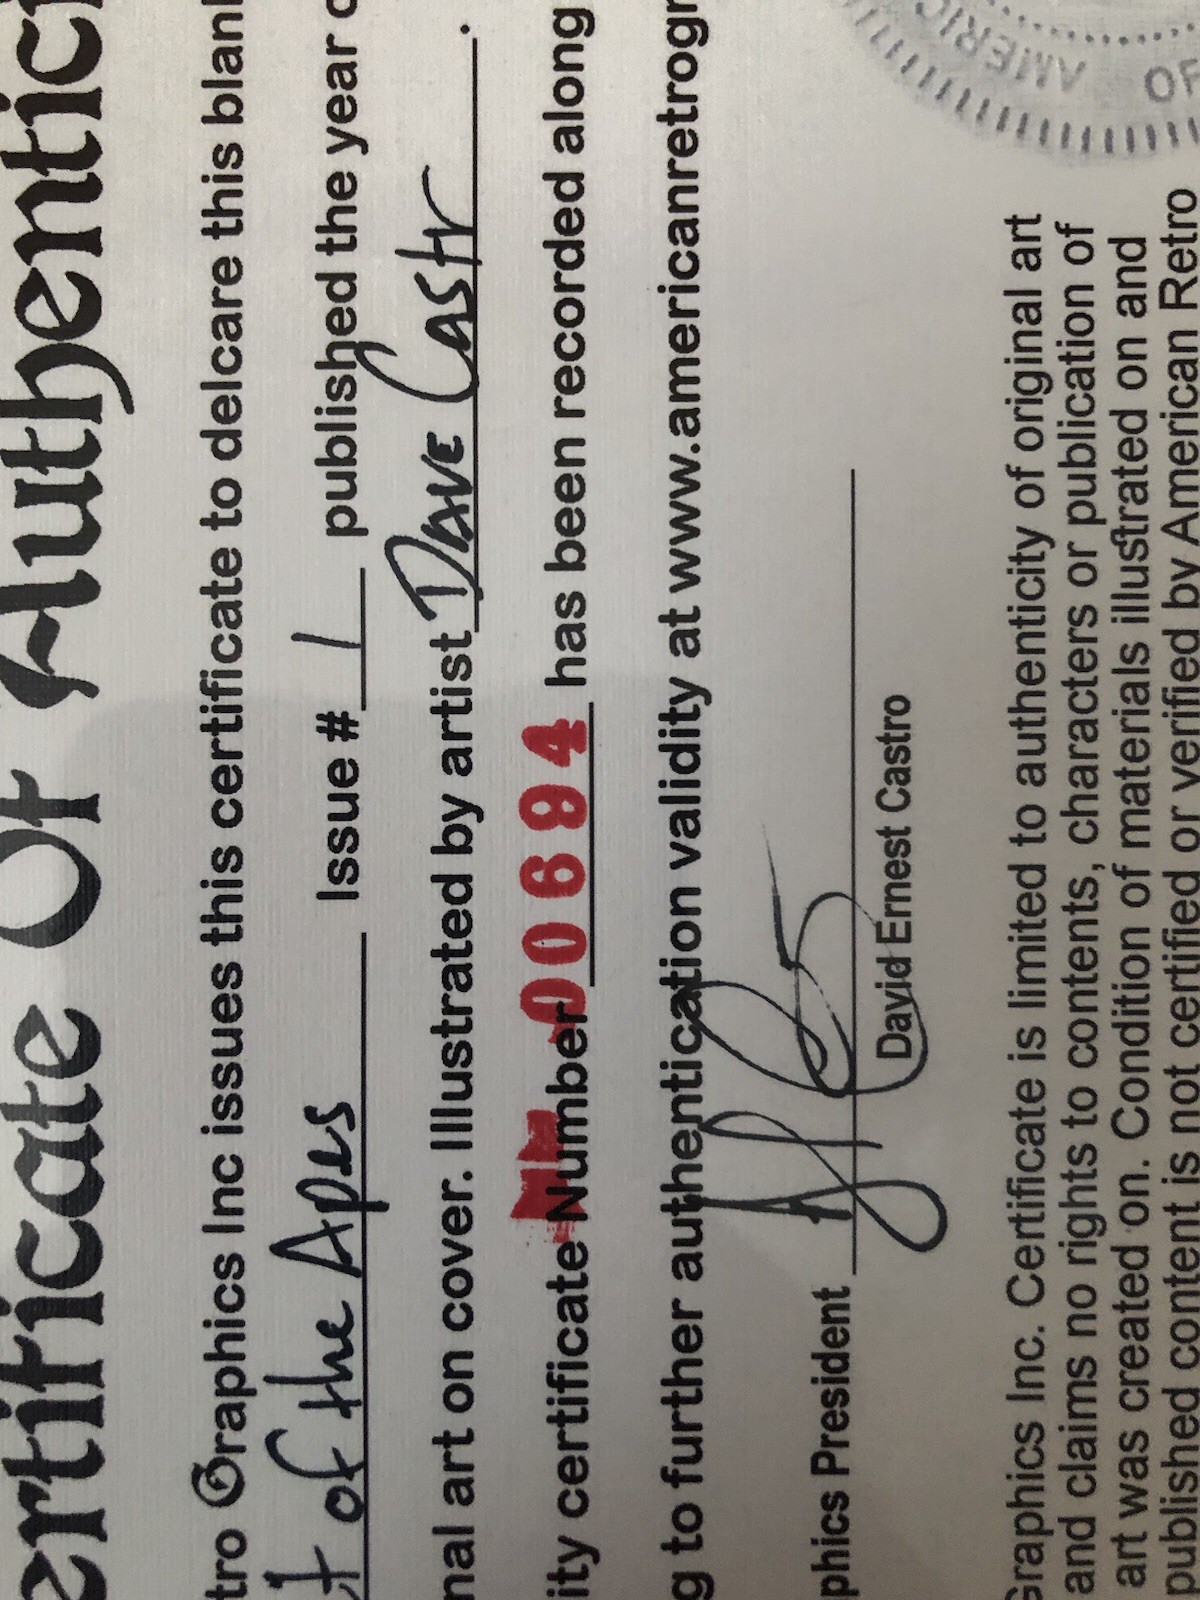 ertificate Of Authentici
tro Graphics Inc issues this certificate to delcare this blan
t of the Apes Issue # 1 published the year o
nal art on cover. Illustrated by artist Dave Castr.
ity certificate Number 00694 has been recorded along
g to further authentication validity at www.americanretrogr
phics President
David Ernest Castro
AMERIC
OF
Graphics Inc. Certificate is limited to authenticity of original art
and claims no rights to contents, characters or publication of
art was created on. Condition of materials illustrated on and
published content is not certified or verified by American Retro